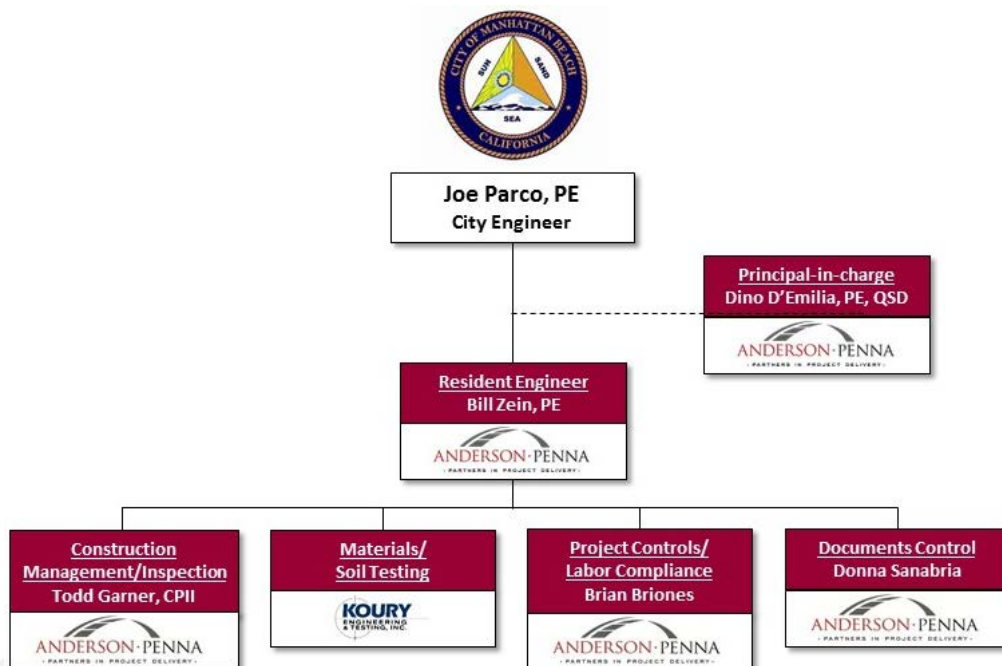 CITY OF MANHATTAN BEACH
SUN
SAND
SEA
CALIFORNIA
Joe Parco, PE
City Engineer
Principal-in-charge
Dino D'Emilia, PE, QSD
ANDERSON·PENNA
· PARTNERS IN PROJECT DELIVERY ·
Resident Engineer
Bill Zein, PE
ANDERSON·PENNA
· PARTNERS IN PROJECT DELIVERY ·
Construction
Management/Inspection
Todd Garner, CPII
ANDERSON·PENNA
· PARTNERS IN PROJECT DELIVERY ·
Materials/
Soil Testing
KOURY
ENGINEERING
& TESTING, INC.
Project Controls/
Labor Compliance
Brian Briones
ANDERSON·PENNA
· PARTNERS IN PROJECT DELIVERY ·
Documents Control
Donna Sanabria
ANDERSON·PENNA
· PARTNERS IN PROJECT DELIVERY ·